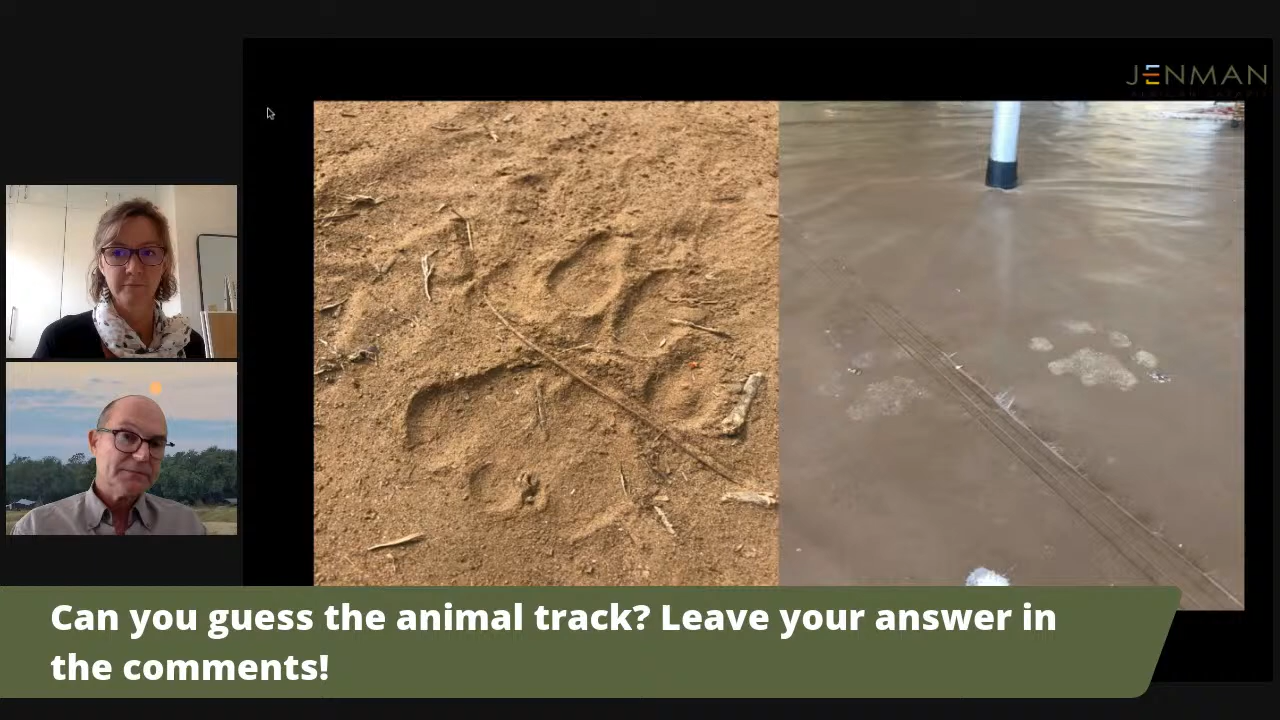 JENMAN
Can you guess the animal track? Leave your answer in
the comments!